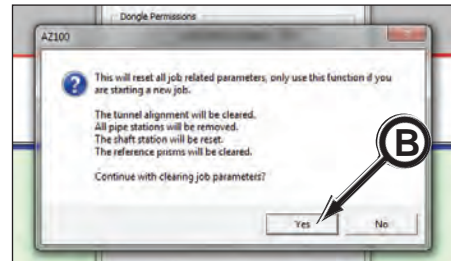 Dongle Permissions
AZ100
This will reset all job related parameters, only use this function if you
are starting a new job.
The tunnel alignment will be cleared.
All pipe stations will be removed.
The shaft station will be reset.
The reference prisms will be cleared.
Continue with clearing job parameters?
B
Yes
No